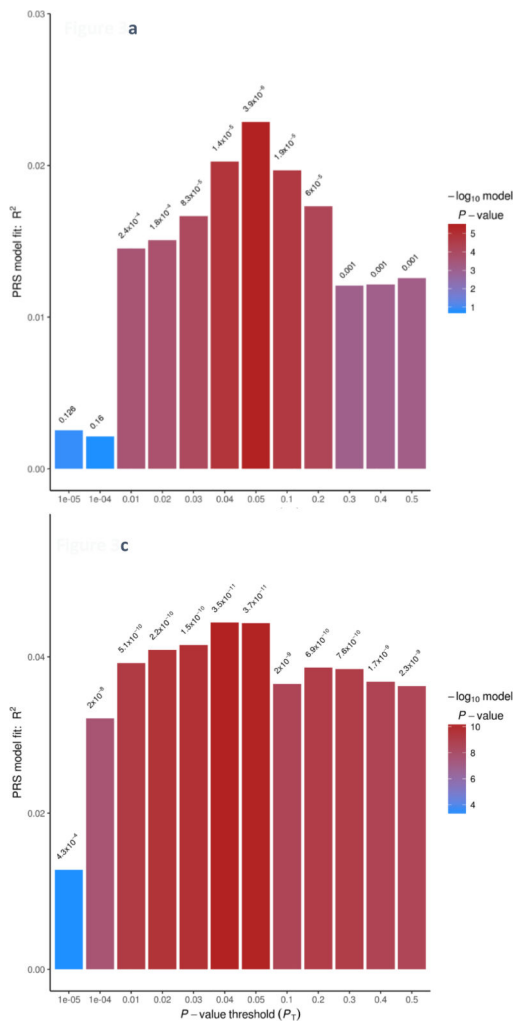 Figure a
0.03
0.02
0.01
0.00
PRS model fit: R²
0.126
0.16
2.4x10⁻⁴
1.8x10⁻⁴
8.3x10⁻⁵
1.4x10⁻⁵
3.9x10⁻⁶
1.9x10⁻⁵
6x10⁻⁵
0.001
0.001
0.001
1e-05 1e-04 0.01 0.02 0.03 0.04 0.05 0.1 0.2 0.3 0.4 0.5
−log₁₀ model
P−value
5
4
3
2
1
Figure c
0.04
0.02
0.00
PRS model fit: R²
4.3x10⁻⁴
2x10⁻⁸
5.1x10⁻¹⁰
2.2x10⁻¹⁰
1.5x10⁻¹⁰
3.5x10⁻¹¹
3.7x10⁻¹¹
2x10⁻⁹
6.9x10⁻¹⁰
7.6x10⁻¹⁰
1.7x10⁻⁹
2.3x10⁻⁹
1e-05 1e-04 0.01 0.02 0.03 0.04 0.05 0.1 0.2 0.3 0.4 0.5
P−value threshold (P_T)
−log₁₀ model
P−value
10
8
6
4